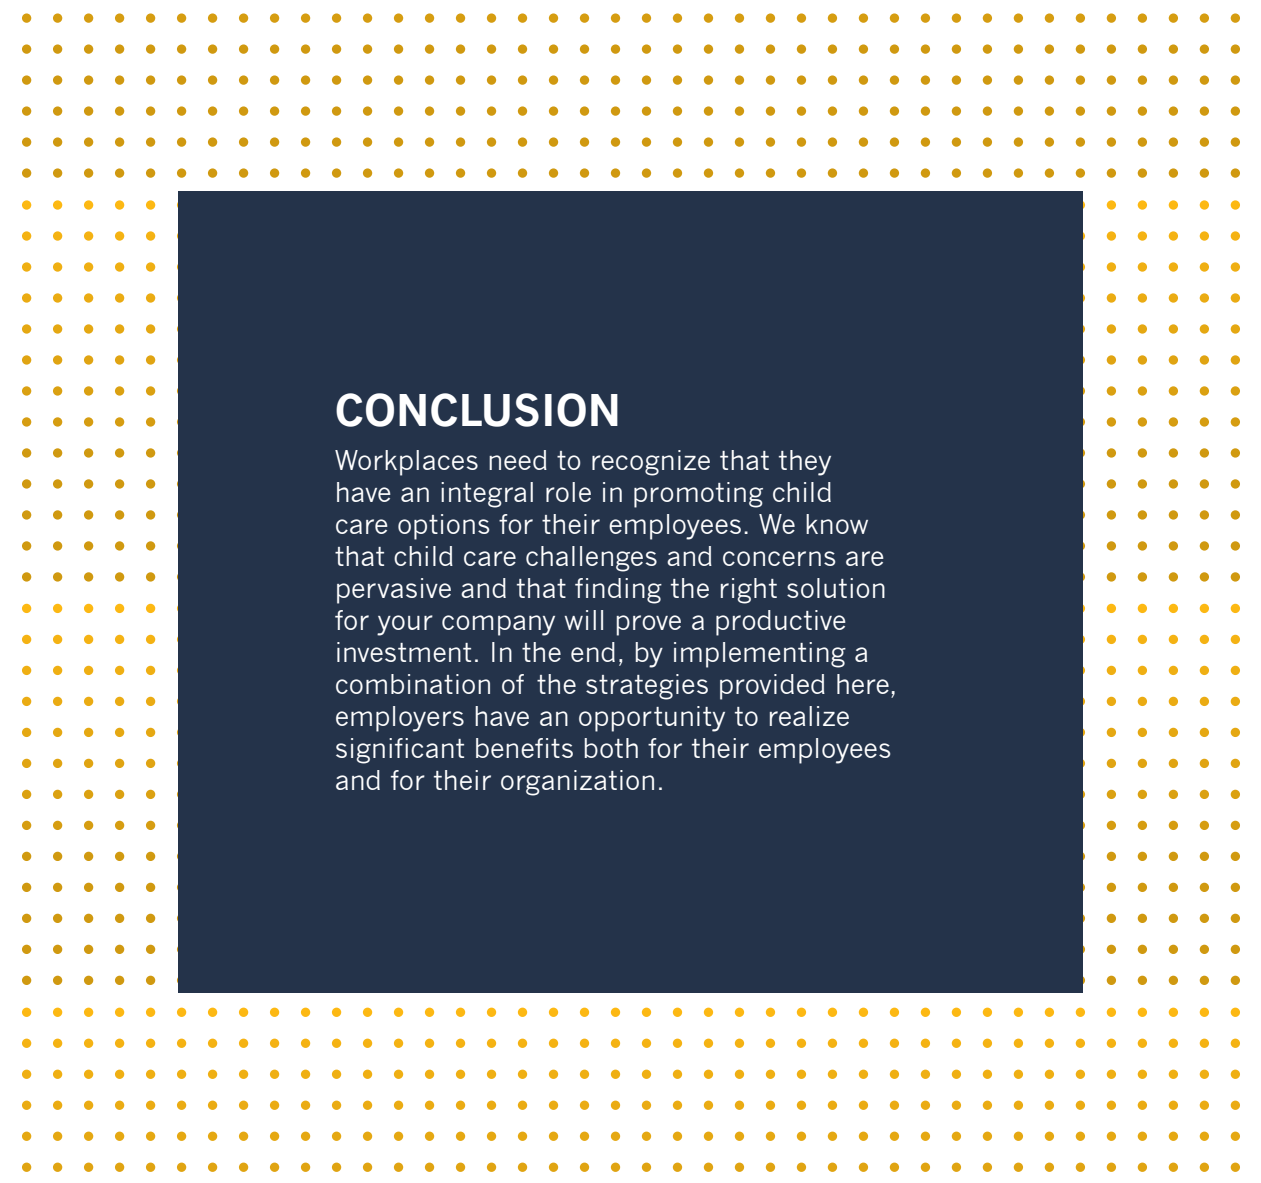 CONCLUSION
Workplaces need to recognize that they
have an integral role in promoting child
care options for their employees. We know
that child care challenges and concerns are
pervasive and that finding the right solution
for your company will prove a productive
investment. In the end, by implementing a
combination of the strategies provided here,
employers have an opportunity to realize
significant benefits both for their employees
and for their organization.